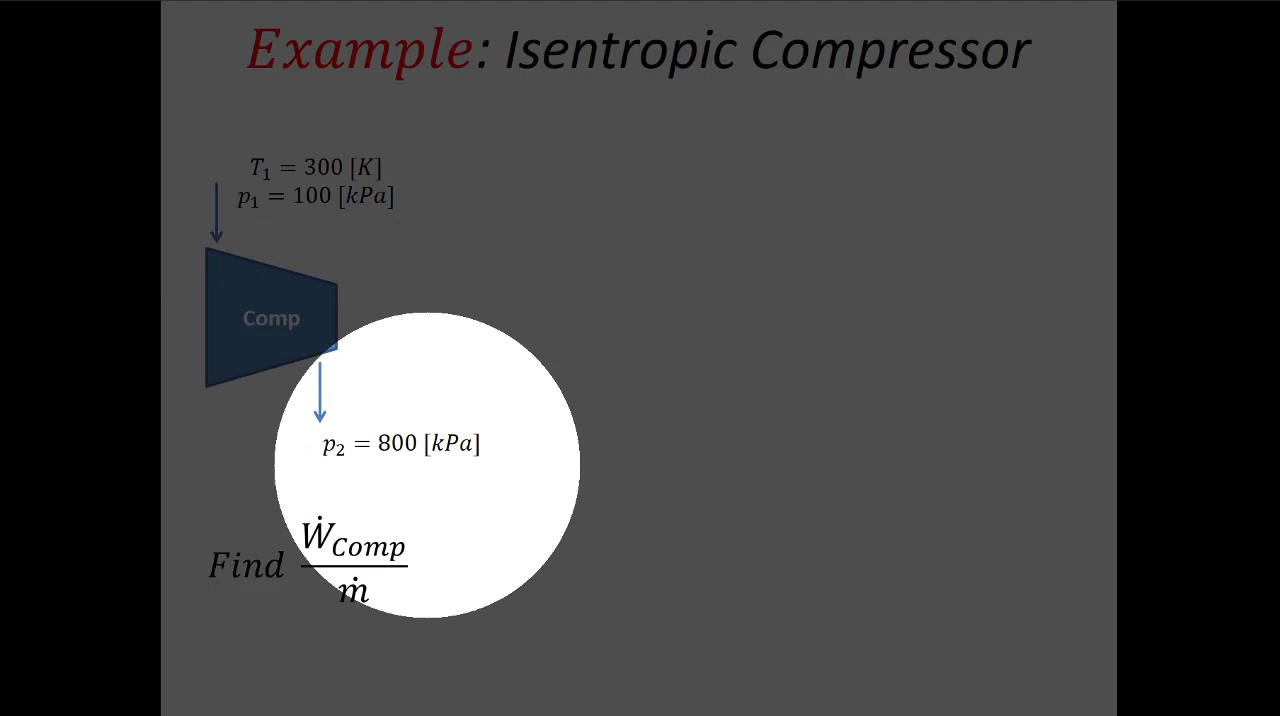 Example: Isentropic Compressor
T₁ = 300 [K]
p₁ = 100 [kPa]
Comp
p₂ = 800 [kPa]
Find Ẇ_Comp / ṁ